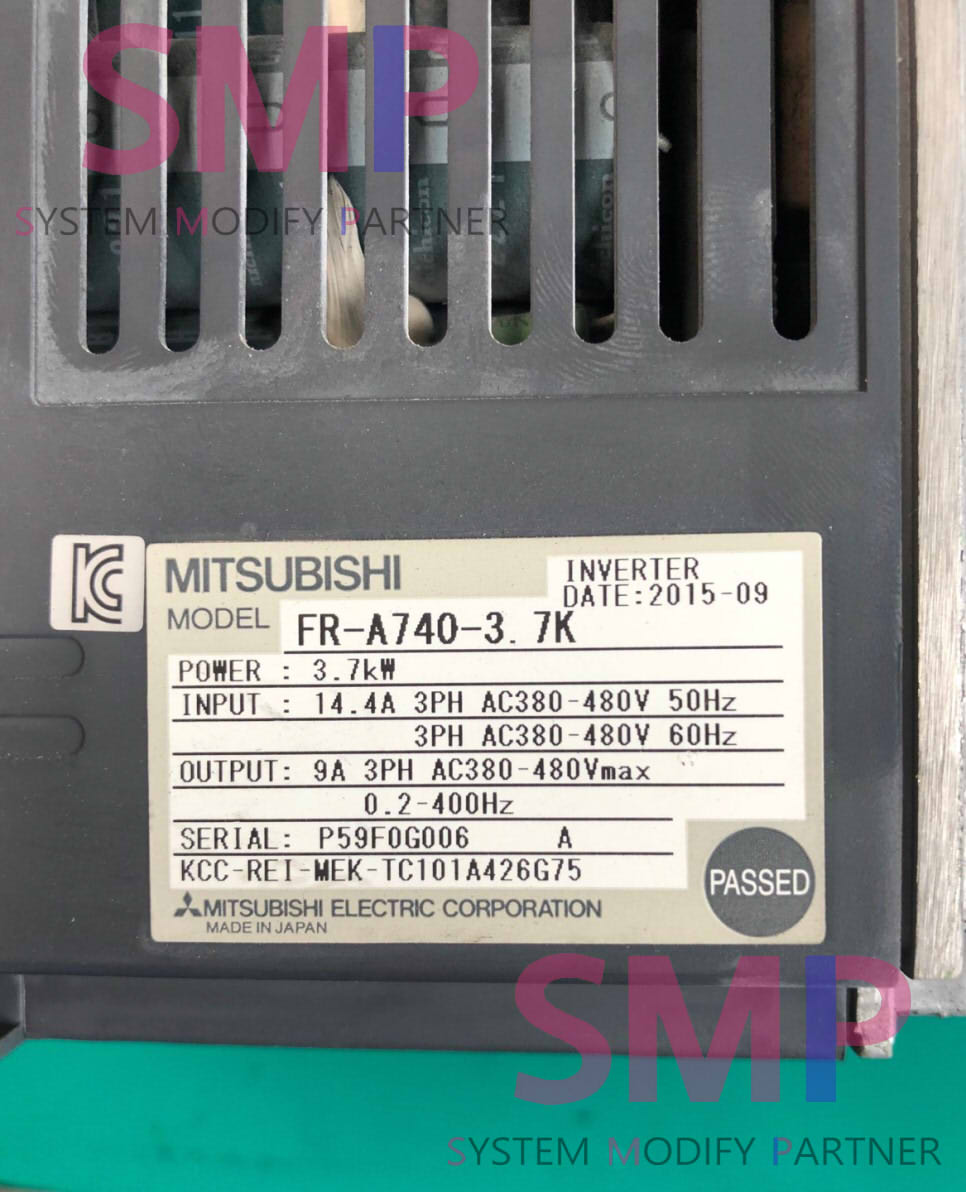 SMP
SYSTEM MODIFY PARTNER
nichicon
KC
MITSUBISHI
INVERTER
DATE:2015-09
MODEL FR-A740-3.7K
POWER : 3.7kW
INPUT : 14.4A 3PH AC380-480V 50Hz
3PH AC380-480V 60Hz
OUTPUT: 9A 3PH AC380-480Vmax
0.2-400Hz
SERIAL: P59F0G006 A
KCC-REI-MEK-TC101A426G75
PASSED
MITSUBISHI ELECTRIC CORPORATION
MADE IN JAPAN
SMP
SYSTEM MODIFY PARTNER